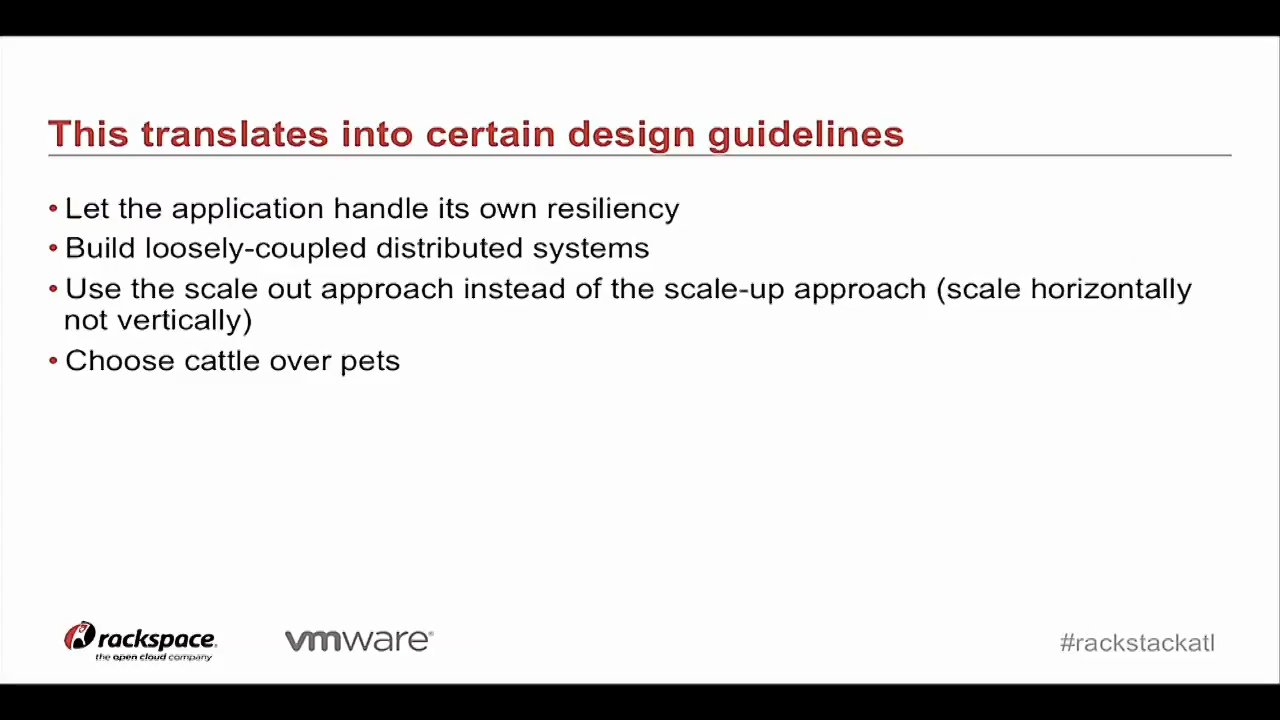 This translates into certain design guidelines
• Let the application handle its own resiliency
• Build loosely-coupled distributed systems
• Use the scale out approach instead of the scale-up approach (scale horizontally
not vertically)
• Choose cattle over pets
rackspace.
the open cloud company
vmware®
#rackstackatl